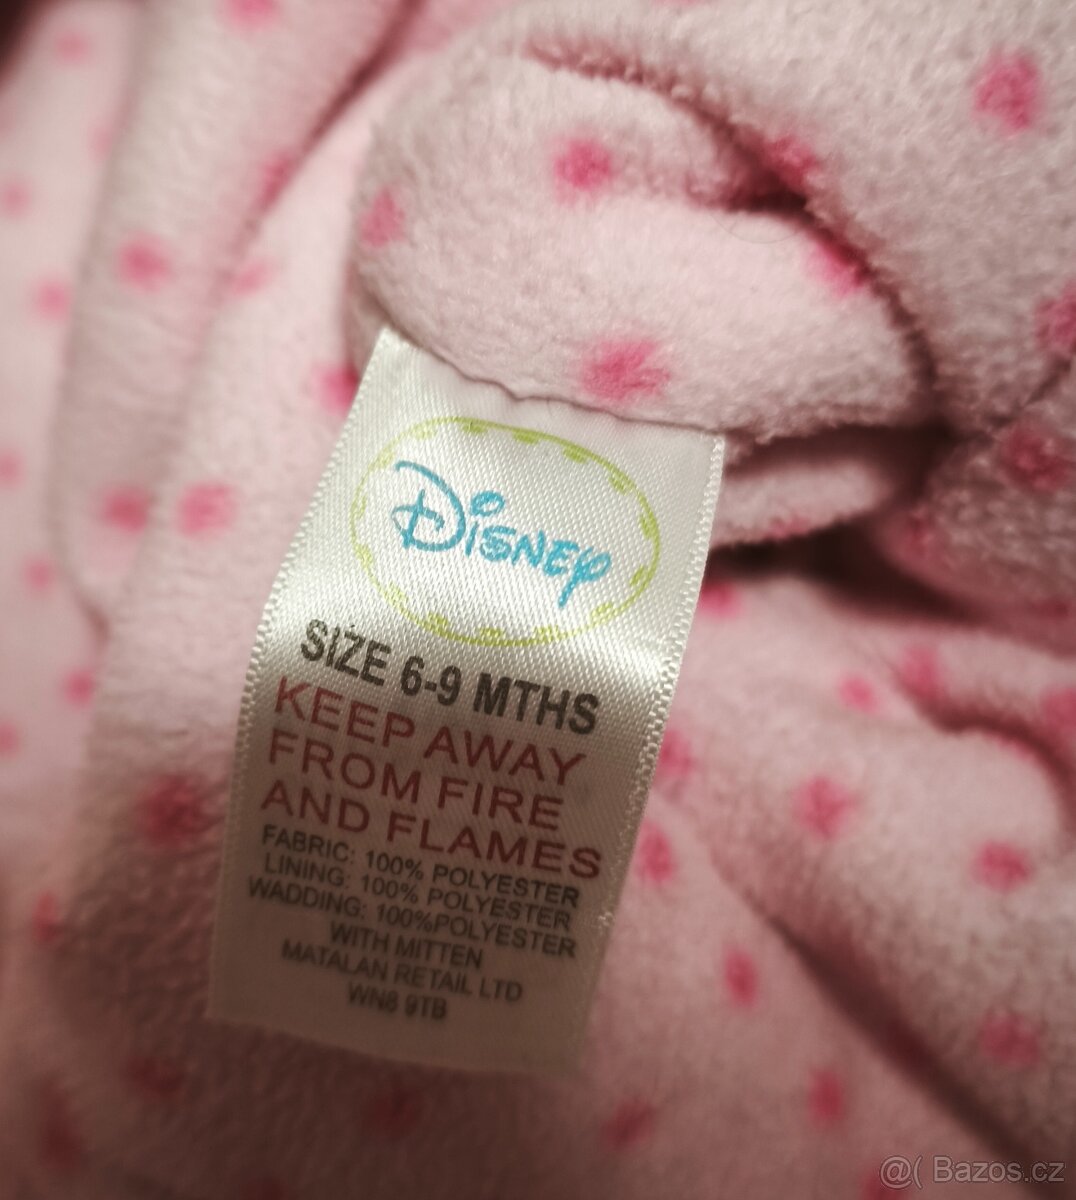 Disney
SIZE 6-9 MTHS
KEEP AWAY
FROM FIRE
AND FLAMES
FABRIC: 100% POLYESTER
LINING: 100% POLYESTER
WADDING: 100%POLYESTER
WITH MITTEN
MATALAN RETAIL LTD
WN8 9TB
@( Bazos.cz